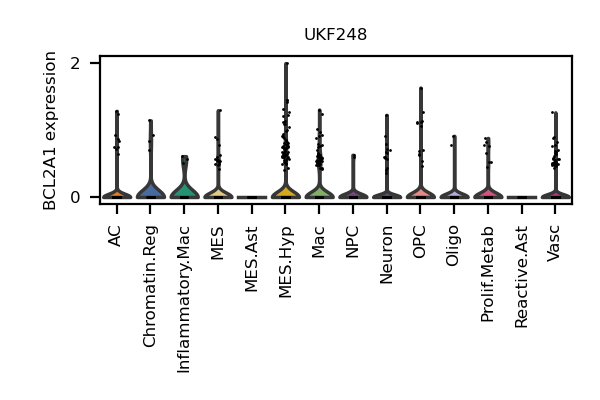 UKF248
BCL2A1 expression
2
0
AC
Chromatin.Reg
Inflammatory.Mac
MES
MES.Ast
MES.Hyp
Mac
NPC
Neuron
OPC
Oligo
Prolif.Metab
Reactive.Ast
Vasc